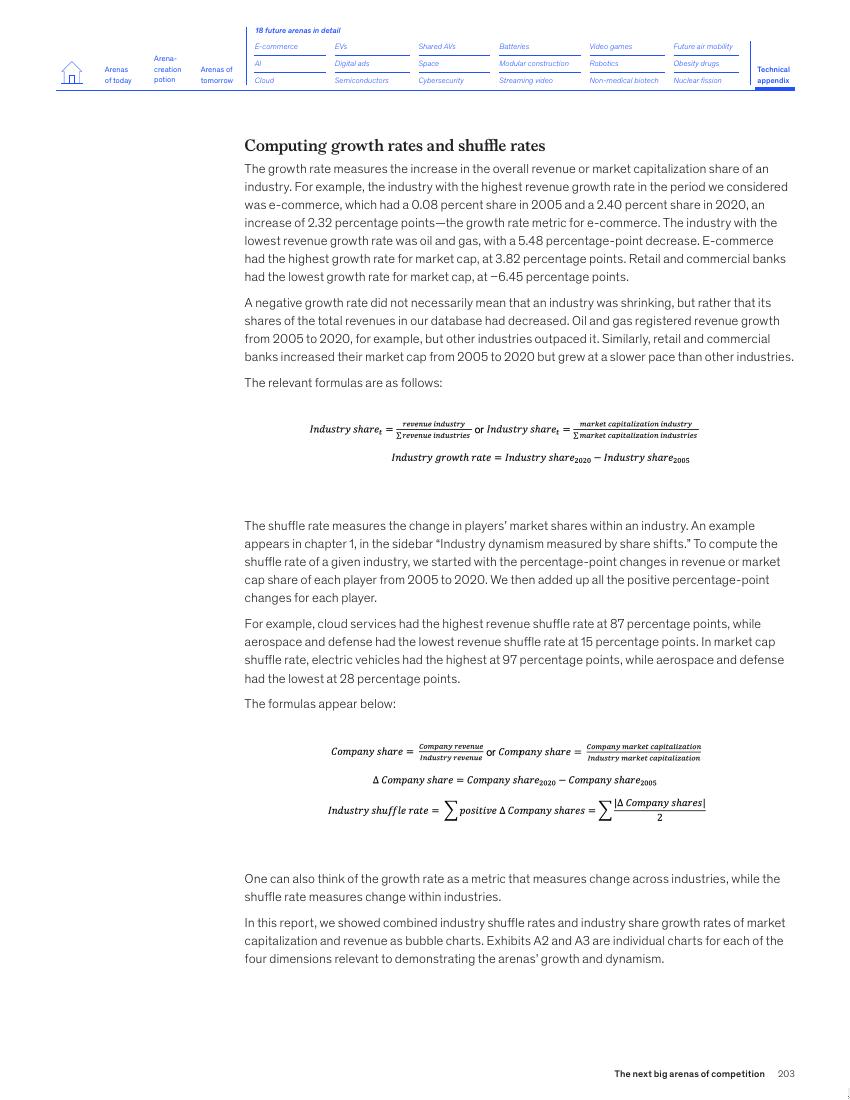 18 future arenas in detail
E-commerce EVs Shared AVs Batteries Video games Future air mobility
AI Digital ads Space Modular construction Robotics Obesity drugs
Cloud Semiconductors Cybersecurity Streaming video Non-medical biotech Nuclear fission
Arenas
of today
Arena-
creation
potion
Arenas of
tomorrow
Technical
appendix
Computing growth rates and shuffle rates
The growth rate measures the increase in the overall revenue or market capitalization share of an
industry. For example, the industry with the highest revenue growth rate in the period we considered
was e-commerce, which had a 0.08 percent share in 2005 and a 2.40 percent share in 2020, an
increase of 2.32 percentage points—the growth rate metric for e-commerce. The industry with the
lowest revenue growth rate was oil and gas, with a 5.48 percentage-point decrease. E-commerce
had the highest growth rate for market cap, at 3.82 percentage points. Retail and commercial banks
had the lowest growth rate for market cap, at −6.45 percentage points.
A negative growth rate did not necessarily mean that an industry was shrinking, but rather that its
shares of the total revenues in our database had decreased. Oil and gas registered revenue growth
from 2005 to 2020, for example, but other industries outpaced it. Similarly, retail and commercial
banks increased their market cap from 2005 to 2020 but grew at a slower pace than other industries.
The relevant formulas are as follows:
Industry share_t = revenue industry / ∑ revenue industries or Industry share_t = market capitalization industry / ∑ market capitalization industries
Industry growth rate = Industry share₂₀₂₀ − Industry share₂₀₀₅
The shuffle rate measures the change in players’ market shares within an industry. An example
appears in chapter 1, in the sidebar “Industry dynamism measured by share shifts.” To compute the
shuffle rate of a given industry, we started with the percentage-point changes in revenue or market
cap share of each player from 2005 to 2020. We then added up all the positive percentage-point
changes for each player.
For example, cloud services had the highest revenue shuffle rate at 87 percentage points, while
aerospace and defense had the lowest revenue shuffle rate at 15 percentage points. In market cap
shuffle rate, electric vehicles had the highest at 97 percentage points, while aerospace and defense
had the lowest at 28 percentage points.
The formulas appear below:
Company share = Company revenue / Industry revenue or Company share = Company market capitalization / Industry market capitalization
Δ Company share = Company share₂₀₂₀ − Company share₂₀₀₅
Industry shuffle rate = ∑ positive Δ Company shares = ∑ |Δ Company shares| / 2
One can also think of the growth rate as a metric that measures change across industries, while the
shuffle rate measures change within industries.
In this report, we showed combined industry shuffle rates and industry share growth rates of market
capitalization and revenue as bubble charts. Exhibits A2 and A3 are individual charts for each of the
four dimensions relevant to demonstrating the arenas’ growth and dynamism.
The next big arenas of competition 203